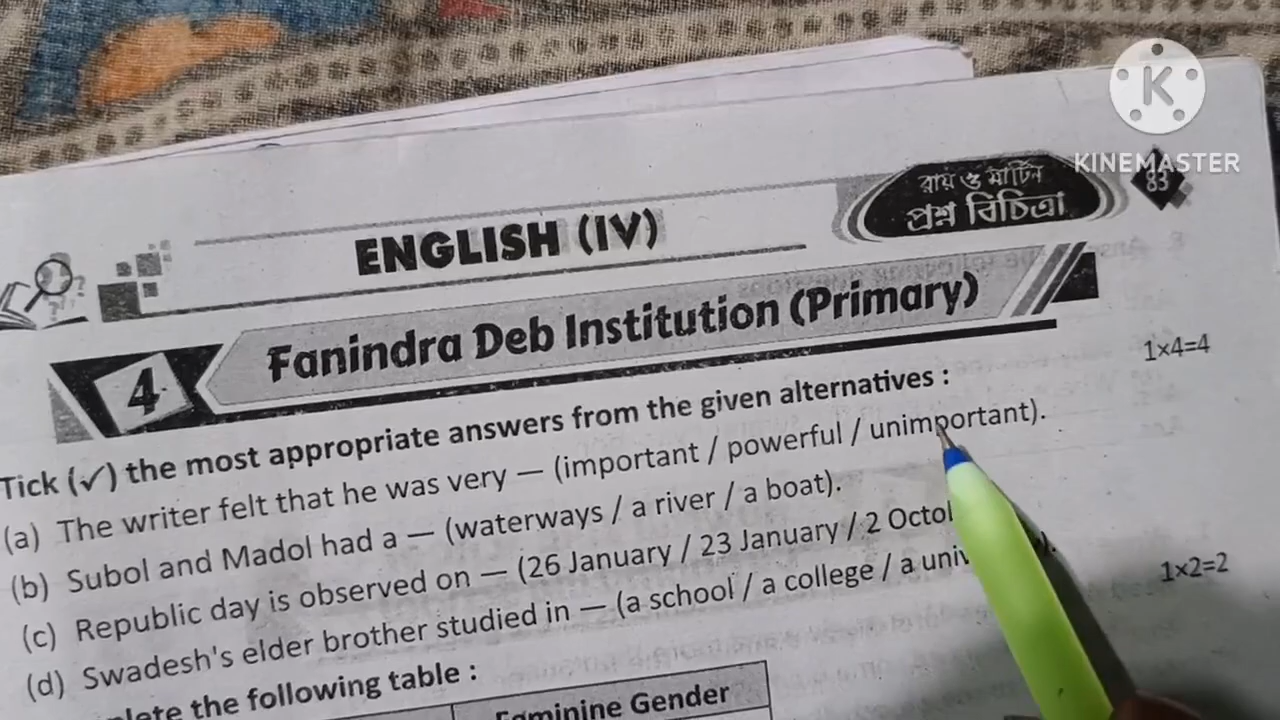 KINEMASTER
রায় ও মার্টিন
প্রশ্ন বিচিত্রা
83
ENGLISH (IV)
4 Fanindra Deb Institution (Primary)
Tick (✓) the most appropriate answers from the given alternatives : 1×4=4
(a) The writer felt that he was very — (important / powerful / unimportant).
(b) Subol and Madol had a — (waterways / a river / a boat).
(c) Republic day is observed on — (26 January / 23 January / 2
(d) Swadesh's elder brother studied in — (a school / a college / a
the following table : 1×2=2
Feminine Gender